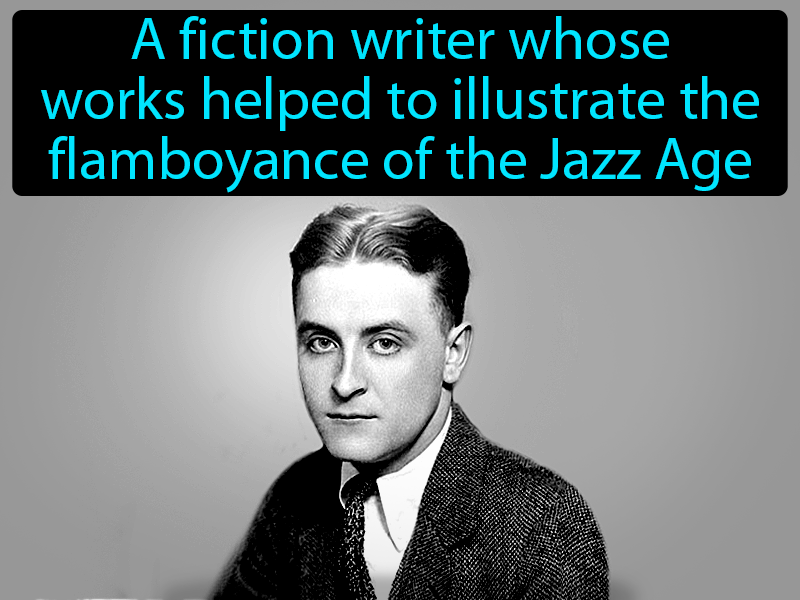 A fiction writer whose
works helped to illustrate the
flamboyance of the Jazz Age